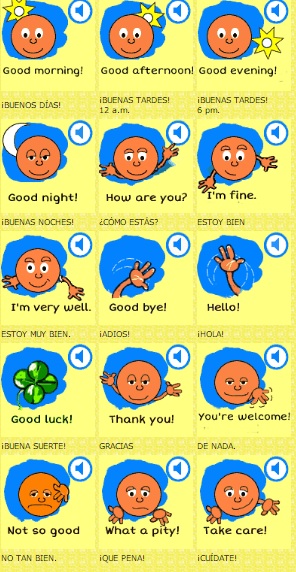 Good morning! Good afternoon! Good evening!
¡BUENOS DÍAS! ¡BUENAS TARDES! ¡BUENAS TARDES!
12 a.m. 6 pm.
Good night! How are you? I'm fine.
¡BUENAS NOCHES! ¿CÓMO ESTÁS? ESTOY BIEN
I'm very well. Good bye! Hello!
ESTOY MUY BIEN. ¡ADIOS! ¡HOLA!
Good luck! Thank you! You're welcome!
¡BUENA SUERTE! GRACIAS DE NADA.
Not so good What a pity! Take care!
NO TAN BIEN. ¡QUE PENA! ¡CUÍDATE!